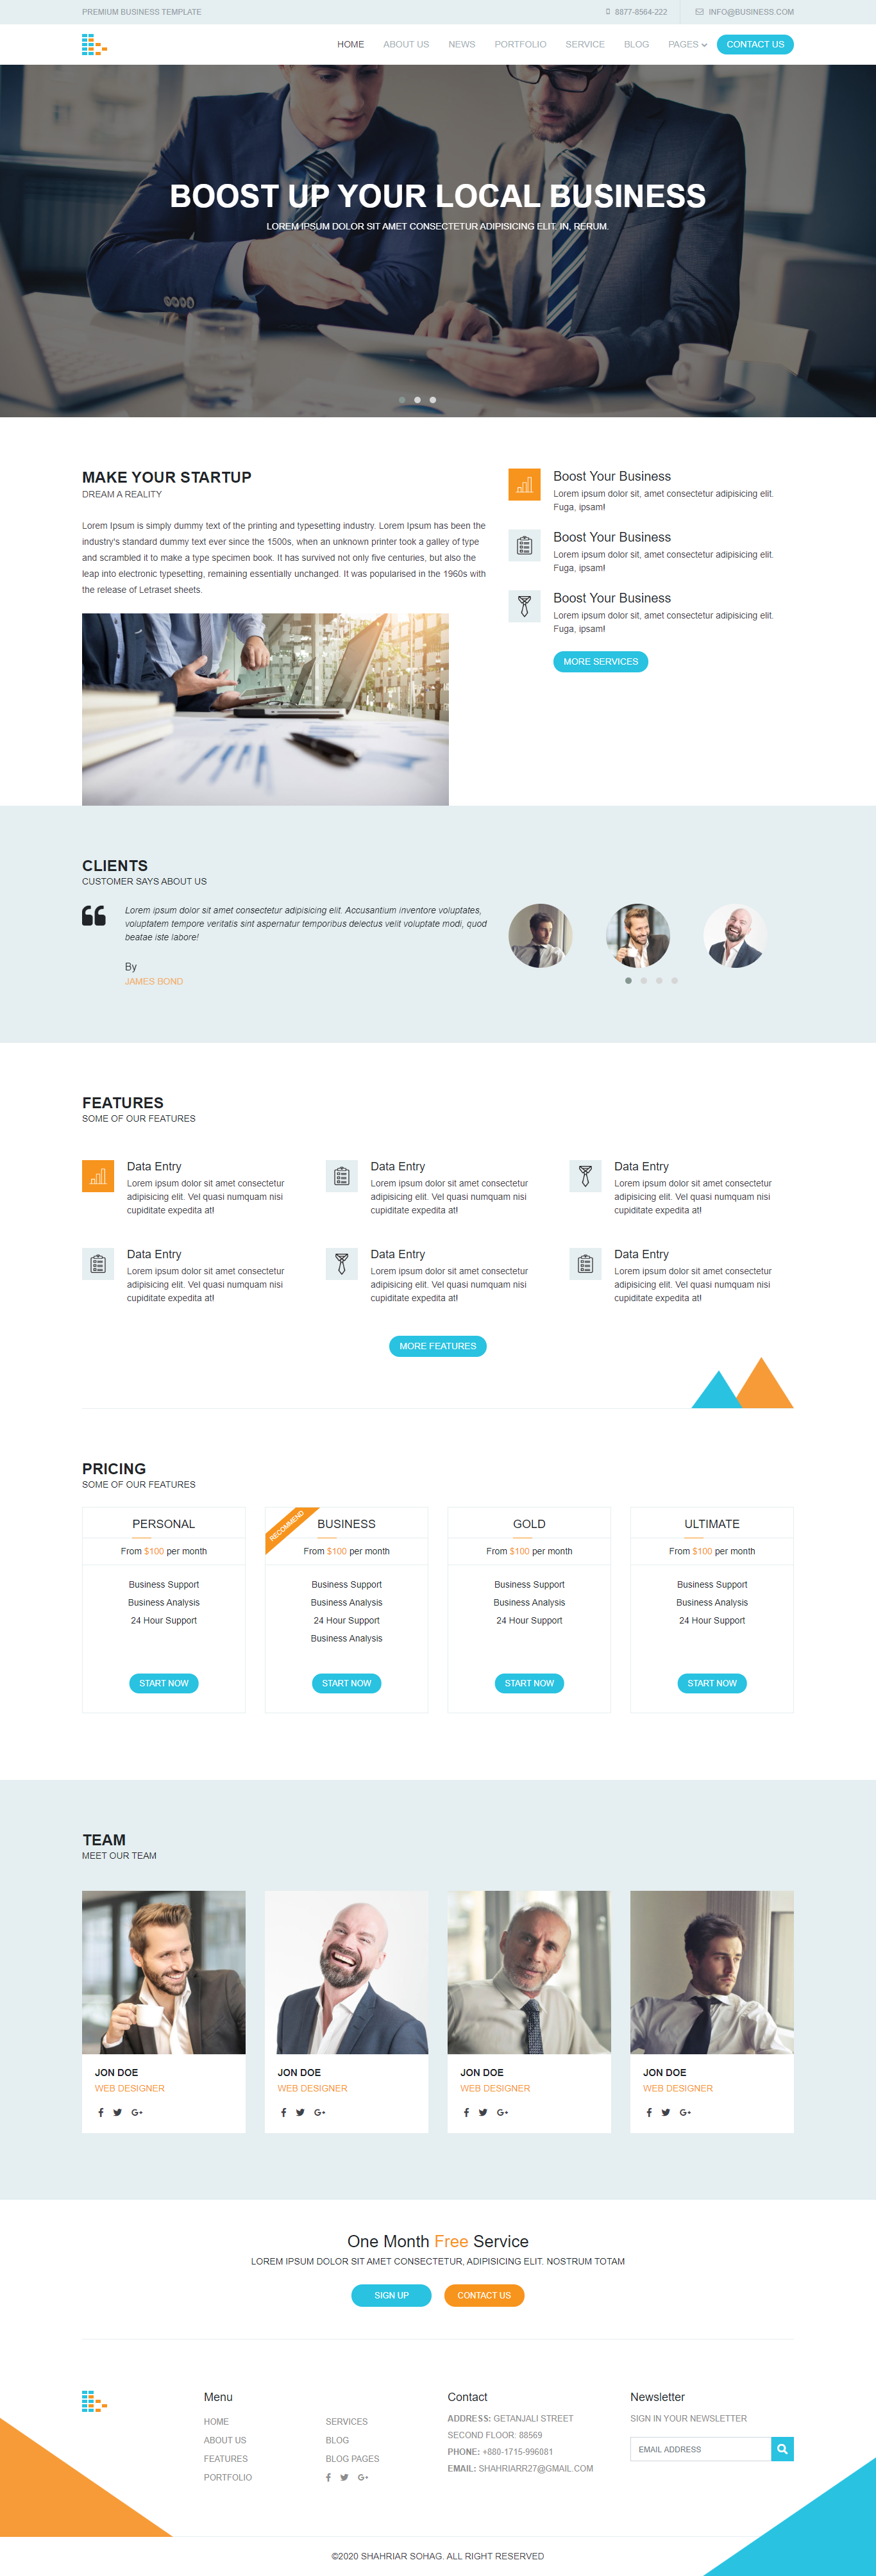 PREMIUM BUSINESS TEMPLATE
8877-8564-222
INFO@BUSINESS.COM
HOME
ABOUT US
NEWS
PORTFOLIO
SERVICE
BLOG
PAGES
CONTACT US
BOOST UP YOUR LOCAL BUSINESS
LOREM IPSUM DOLOR SIT AMET CONSECTETUR ADIPISICING ELIT. IN, RERUM.
MAKE YOUR STARTUP
DREAM A REALITY
Lorem Ipsum is simply dummy text of the printing and typesetting industry. Lorem Ipsum has been the
industry's standard dummy text ever since the 1500s, when an unknown printer took a galley of type
and scrambled it to make a type specimen book. It has survived not only five centuries, but also the
leap into electronic typesetting, remaining essentially unchanged. It was popularised in the 1960s with
the release of Letraset sheets.
Boost Your Business
Lorem ipsum dolor sit, amet consectetur adipisicing elit.
Fuga, ipsam!
Boost Your Business
Lorem ipsum dolor sit, amet consectetur adipisicing elit.
Fuga, ipsam!
Boost Your Business
Lorem ipsum dolor sit, amet consectetur adipisicing elit.
Fuga, ipsam!
MORE SERVICES
CLIENTS
CUSTOMER SAYS ABOUT US
Lorem ipsum dolor sit amet consectetur adipisicing elit. Accusantium inventore voluptates,
voluptatem tempore veritatis sint aspernatur temporibus delectus velit voluptate modi, quod
beatae iste labore!
By
JAMES BOND
FEATURES
SOME OF OUR FEATURES
Data Entry
Lorem ipsum dolor sit amet consectetur
adipisicing elit. Vel quasi numquam nisi
cupiditate expedita at!
Data Entry
Lorem ipsum dolor sit amet consectetur
adipisicing elit. Vel quasi numquam nisi
cupiditate expedita at!
Data Entry
Lorem ipsum dolor sit amet consectetur
adipisicing elit. Vel quasi numquam nisi
cupiditate expedita at!
Data Entry
Lorem ipsum dolor sit amet consectetur
adipisicing elit. Vel quasi numquam nisi
cupiditate expedita at!
Data Entry
Lorem ipsum dolor sit amet consectetur
adipisicing elit. Vel quasi numquam nisi
cupiditate expedita at!
Data Entry
Lorem ipsum dolor sit amet consectetur
adipisicing elit. Vel quasi numquam nisi
cupiditate expedita at!
MORE FEATURES
PRICING
SOME OF OUR FEATURES
PERSONAL
From $100 per month
Business Support
Business Analysis
24 Hour Support
START NOW
RECOMMEND
BUSINESS
From $100 per month
Business Support
Business Analysis
24 Hour Support
Business Analysis
START NOW
GOLD
From $100 per month
Business Support
Business Analysis
24 Hour Support
START NOW
ULTIMATE
From $100 per month
Business Support
Business Analysis
24 Hour Support
START NOW
TEAM
MEET OUR TEAM
JON DOE
WEB DESIGNER
JON DOE
WEB DESIGNER
JON DOE
WEB DESIGNER
JON DOE
WEB DESIGNER
One Month Free Service
LOREM IPSUM DOLOR SIT AMET CONSECTETUR, ADIPISICING ELIT. NOSTRUM TOTAM
SIGN UP
CONTACT US
Menu
HOME
ABOUT US
FEATURES
PORTFOLIO
SERVICES
BLOG
BLOG PAGES
Contact
ADDRESS: GETANJALI STREET
SECOND FLOOR: 88569
PHONE: +880-1715-996081
EMAIL: SHAHRIARR27@GMAIL.COM
Newsletter
SIGN IN YOUR NEWSLETTER
EMAIL ADDRESS
©2020 SHAHRIAR SOHAG. ALL RIGHT RESERVED